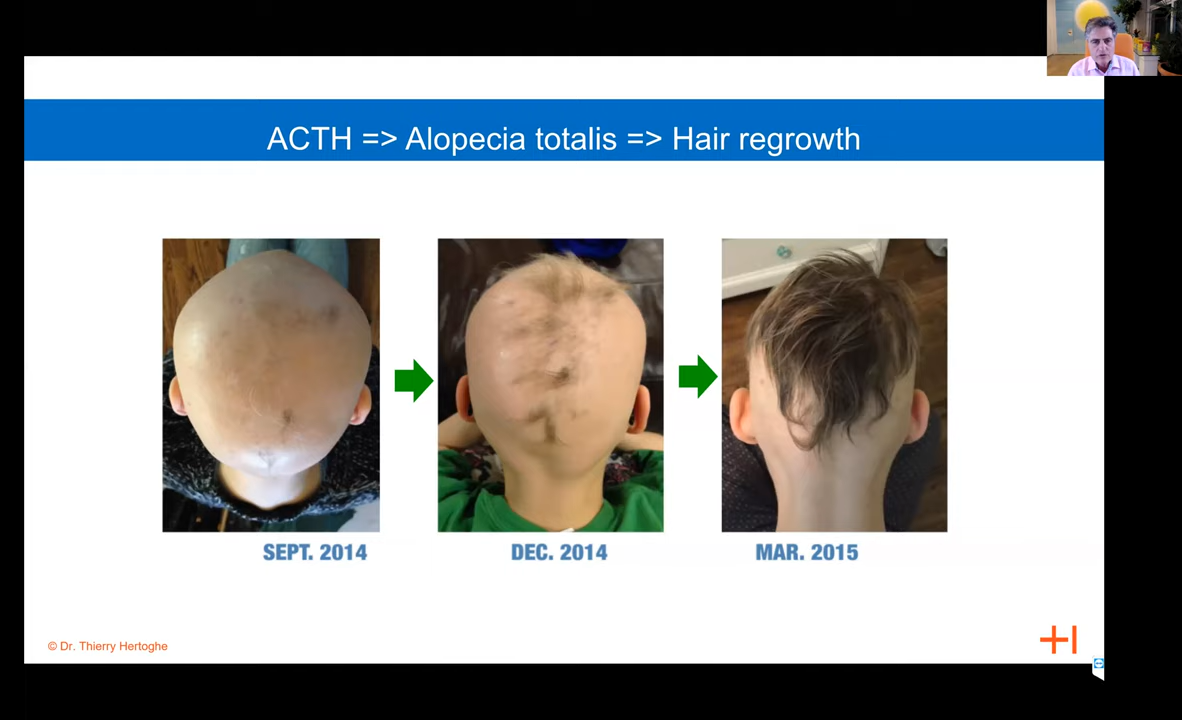 ACTH => Alopecia totalis => Hair regrowth
SEPT. 2014
DEC. 2014
MAR. 2015
© Dr. Thierry Hertoghe